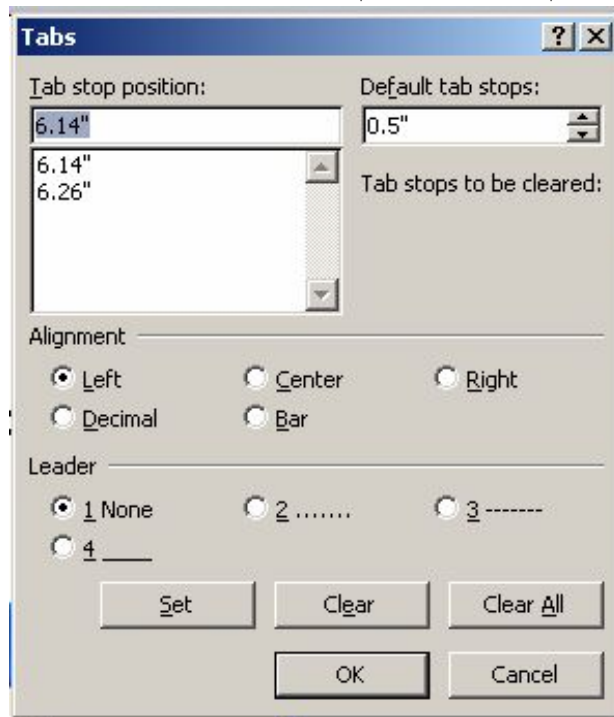 Tabs
Tab stop position:
Default tab stops:
6.14"
0.5"
6.14"
6.26"
Tab stops to be cleared:
Alignment
Left
Center
Right
Decimal
Bar
Leader
1 None
2 .......
3 -------
4 ____
Set
Clear
Clear All
OK
Cancel